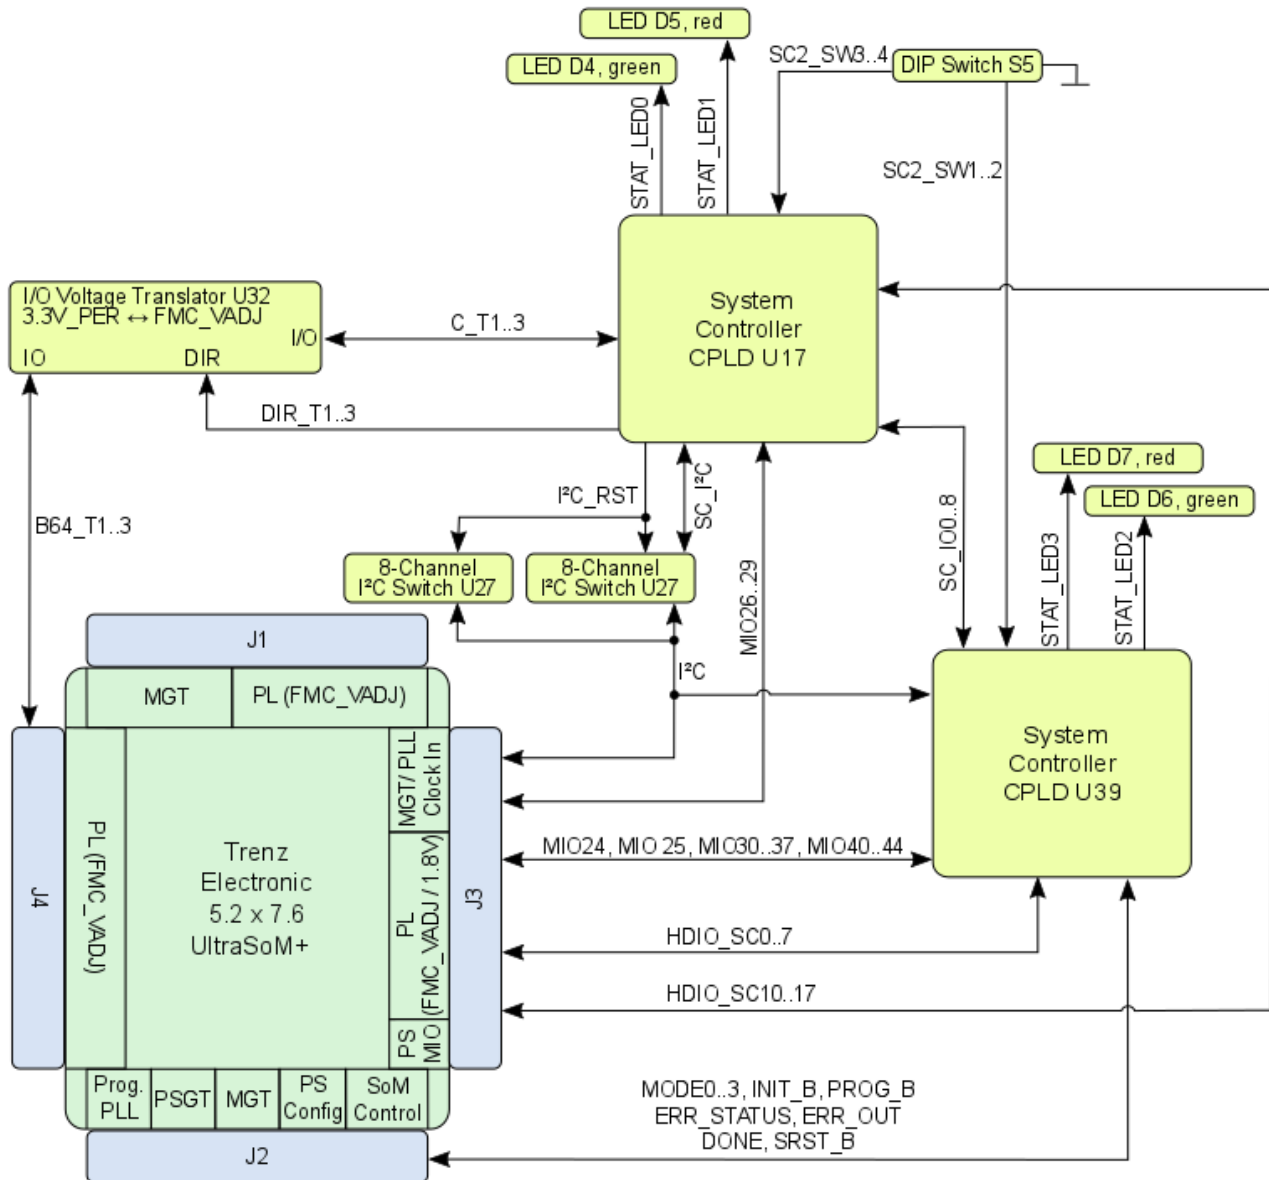 LED D5, red
LED D4, green
SC2_SW3..4
DIP Switch S5
STAT_LED0
STAT_LED1
SC2_SW1..2
I/O Voltage Translator U32
3.3V_PER ↔ FMC_VADJ
I/O
IO
DIR
C_T1..3
System
Controller
CPLD U17
DIR_T1..3
B64_T1..3
I²C_RST
SC_I²C
MIO26..29
SC_IO0..8
LED D7, red
LED D6, green
STAT_LED3
STAT_LED2
8-Channel
I²C Switch U27
8-Channel
I²C Switch U27
I²C
J1
MGT
PL (FMC_VADJ)
System
Controller
CPLD U39
J4
PL (FMC_VADJ)
Trenz
Electronic
5.2 x 7.6
UltraSoM+
MGT/ PLL
Clock In
PL
(FMC_VADJ / 1.8V)
PS
MIO
J3
MIO24, MIO 25, MIO30..37, MIO40..44
HDIO_SC0..7
HDIO_SC10..17
Prog.
PLL
PSGT
MGT
PS
Config
SoM
Control
J2
MODE0..3, INIT_B, PROG_B
ERR_STATUS, ERR_OUT
DONE, SRST_B